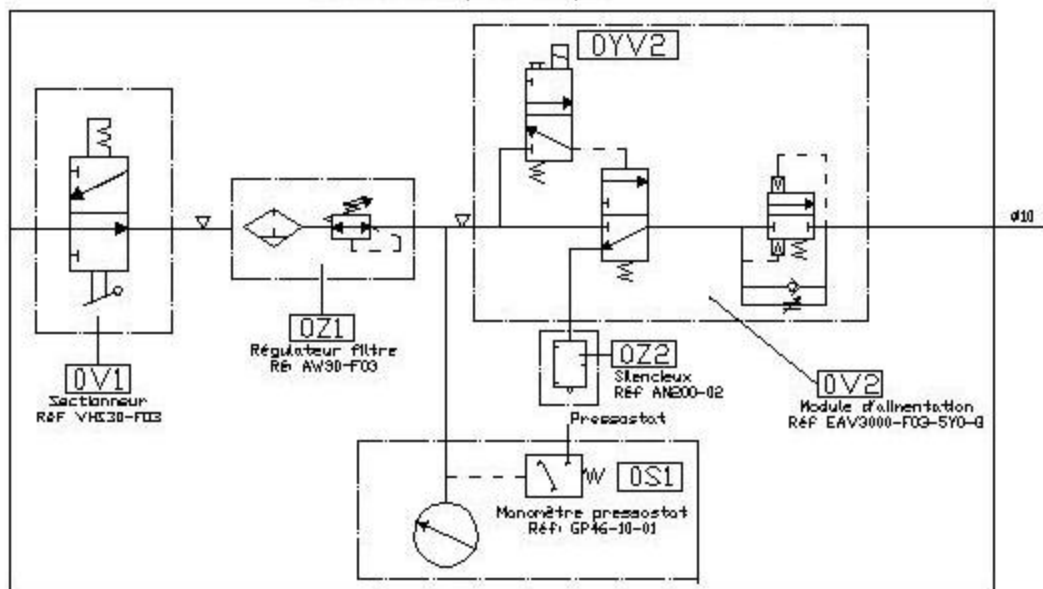 0YV2
ø10
0Z1
Régulateur filtre
Réf AW30-F03
0V1
Sectionneur
Réf VHS30-F03
0Z2
Silencieux
Réf AN200-02
0V2
Module d'alimentation
Réf EAV3000-F03-5Y0-Q
Pressostat
0S1
Manomètre pressostat
Réf: GP46-10-01